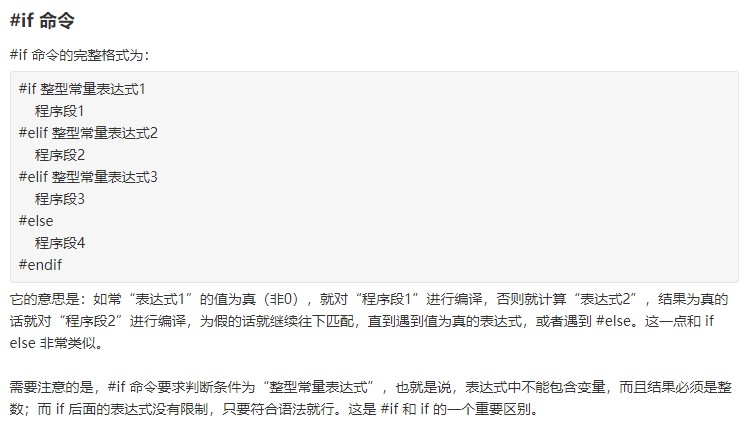 #if 命令
#if 命令的完整格式为：
#if 整型常量表达式1
程序段1
#elif 整型常量表达式2
程序段2
#elif 整型常量表达式3
程序段3
#else
程序段4
#endif
它的意思是：如常“表达式1”的值为真（非0），就对“程序段1”进行编译，否则就计算“表达式2”，结果为真的
话就对“程序段2”进行编译，为假的话就继续往下匹配，直到遇到值为真的表达式，或者遇到 #else。这一点和 if
else 非常类似。
需要注意的是，#if 命令要求判断条件为“整型常量表达式”，也就是说，表达式中不能包含变量，而且结果必须是整
数；而 if 后面的表达式没有限制，只要符合语法就行。这是 #if 和 if 的一个重要区别。